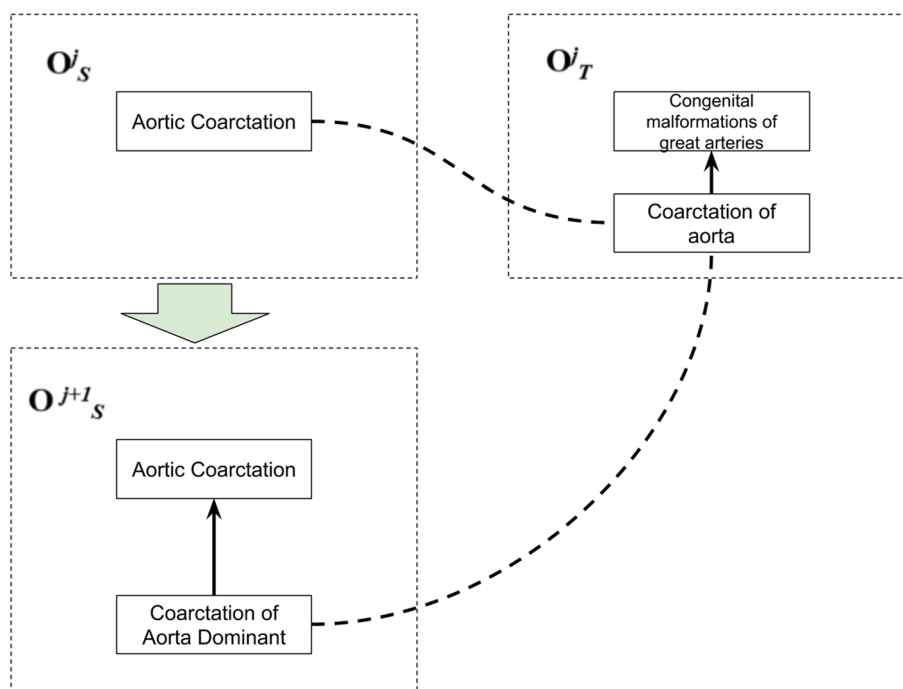 O^j_S
Aortic Coarctation
O^j_T
Congenital
malformations of
great arteries
Coarctation of
aorta
O^{j+1}_S
Aortic Coarctation
Coarctation of
Aorta Dominant